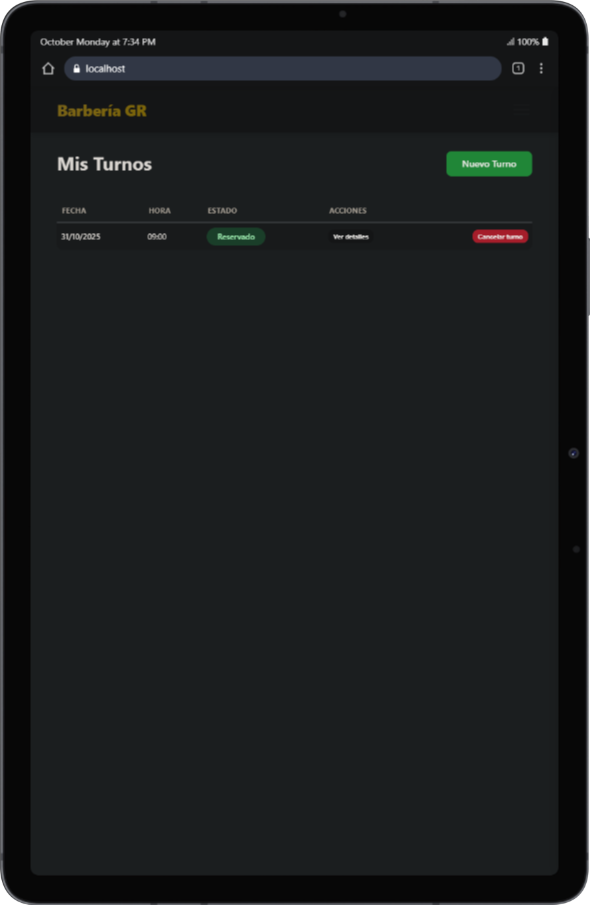 October Monday at 7:34 PM 100%
localhost 1
Barbería GR
Mis Turnos Nuevo Turno
FECHA HORA ESTADO ACCIONES
31/10/2025 09:00 Reservado Ver detalles Cancelar turno